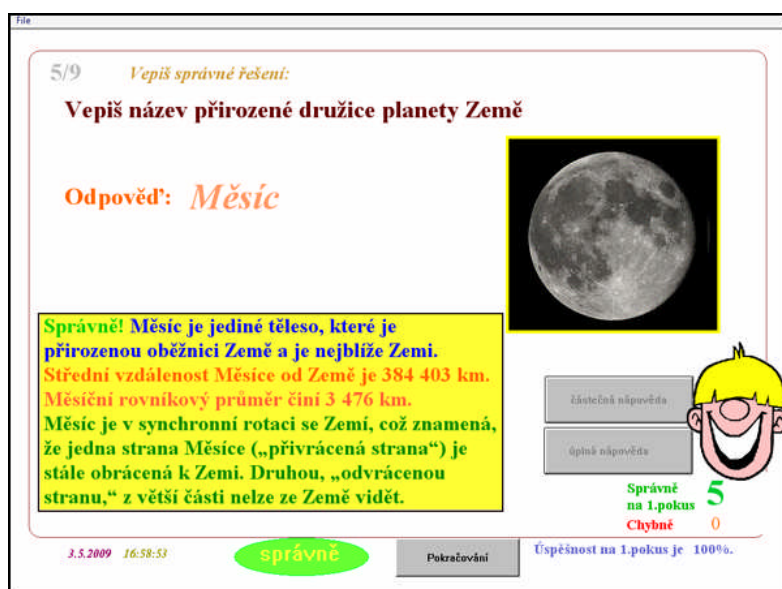 File
5/9 Vepiš správné řešení:
Vepiš název přirozené družice planety Země
Odpověď: Měsíc
Správně! Měsíc je jediné těleso, které je
přirozenou oběžnici Země a je nejblíže Zemi.
Střední vzdálenost Měsíce od Země je 384 403 km.
Měsíční rovníkový průměr činí 3 476 km.
Měsíc je v synchronní rotaci se Zemí, což znamená,
že jedna strana Měsíce („přivrácená strana“) je
stále obrácená k Zemi. Druhou, „odvrácenou
stranu,“ z větší části nelze ze Země vidět.
částečná nápověda
úplná nápověda
Správně
na 1.pokus 5
Chybně 0
3.5.2009 16:58:53 správně Pokračování Úspěšnost na 1.pokus je 100%.